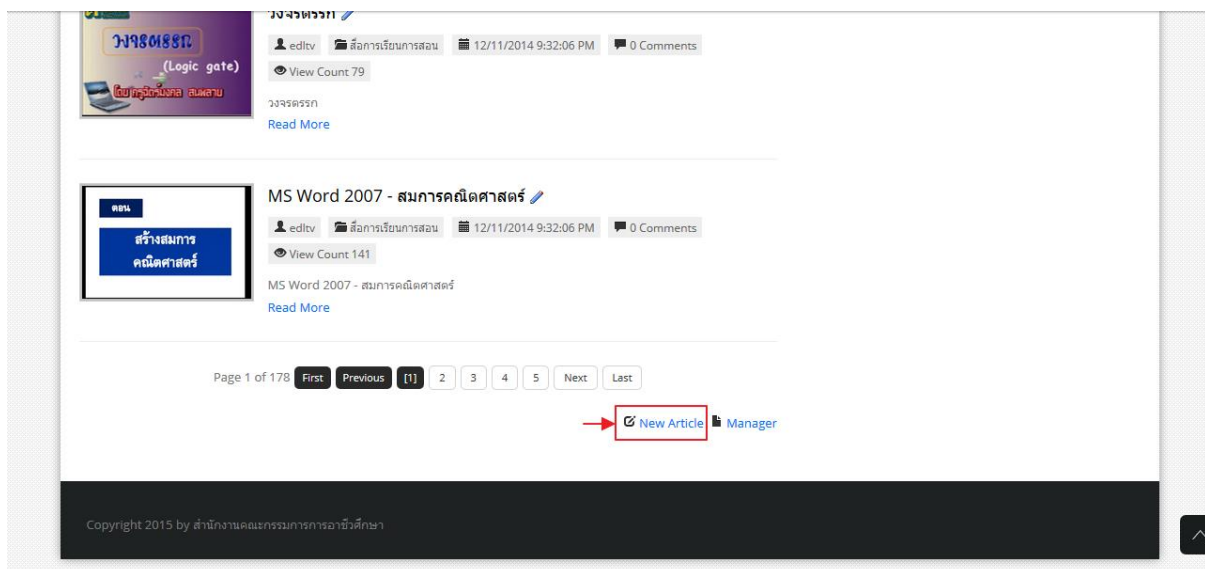 วงจรตรรก
วงจรตรรก
(Logic gate)
edltv สื่อการเรียนการสอน 12/11/2014 9:32:06 PM 0 Comments
View Count 79
วงจรตรรก
Read More
ตอน
สร้างสมการ
คณิตศาสตร์
MS Word 2007 - สมการคณิตศาสตร์
edltv สื่อการเรียนการสอน 12/11/2014 9:32:06 PM 0 Comments
View Count 141
MS Word 2007 - สมการคณิตศาสตร์
Read More
Page 1 of 178 First Previous [1] 2 3 4 5 Next Last
New Article Manager
Copyright 2015 by สำนักงานคณะกรรมการการอาชีวศึกษา